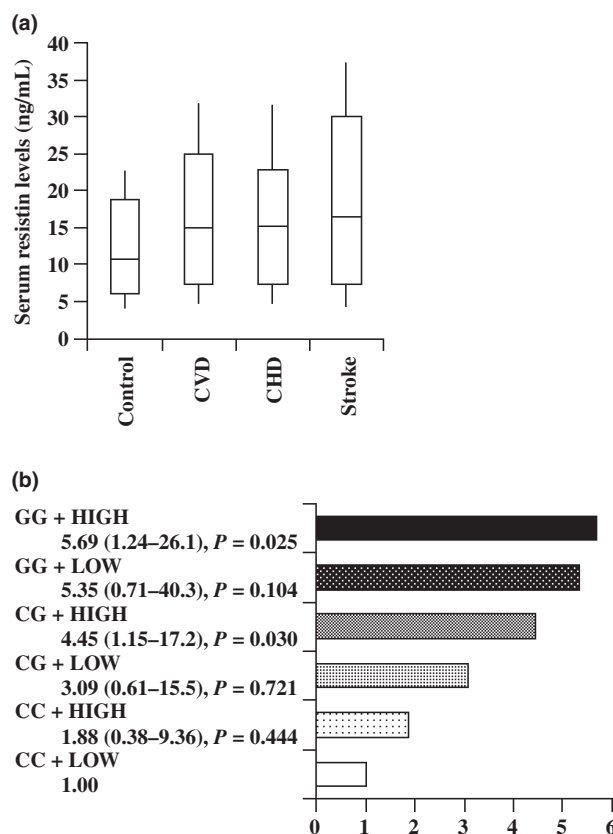 (a)
40
35
30
25
20
15
10
5
0
Serum resistin levels (ng/mL)
Control
CVD
CHD
Stroke
(b)
GG + HIGH
5.69 (1.24–26.1), P = 0.025
GG + LOW
5.35 (0.71–40.3), P = 0.104
CG + HIGH
4.45 (1.15–17.2), P = 0.030
CG + LOW
3.09 (0.61–15.5), P = 0.721
CC + HIGH
1.88 (0.38–9.36), P = 0.444
CC + LOW
1.00
0 1 2 3 4 5 6